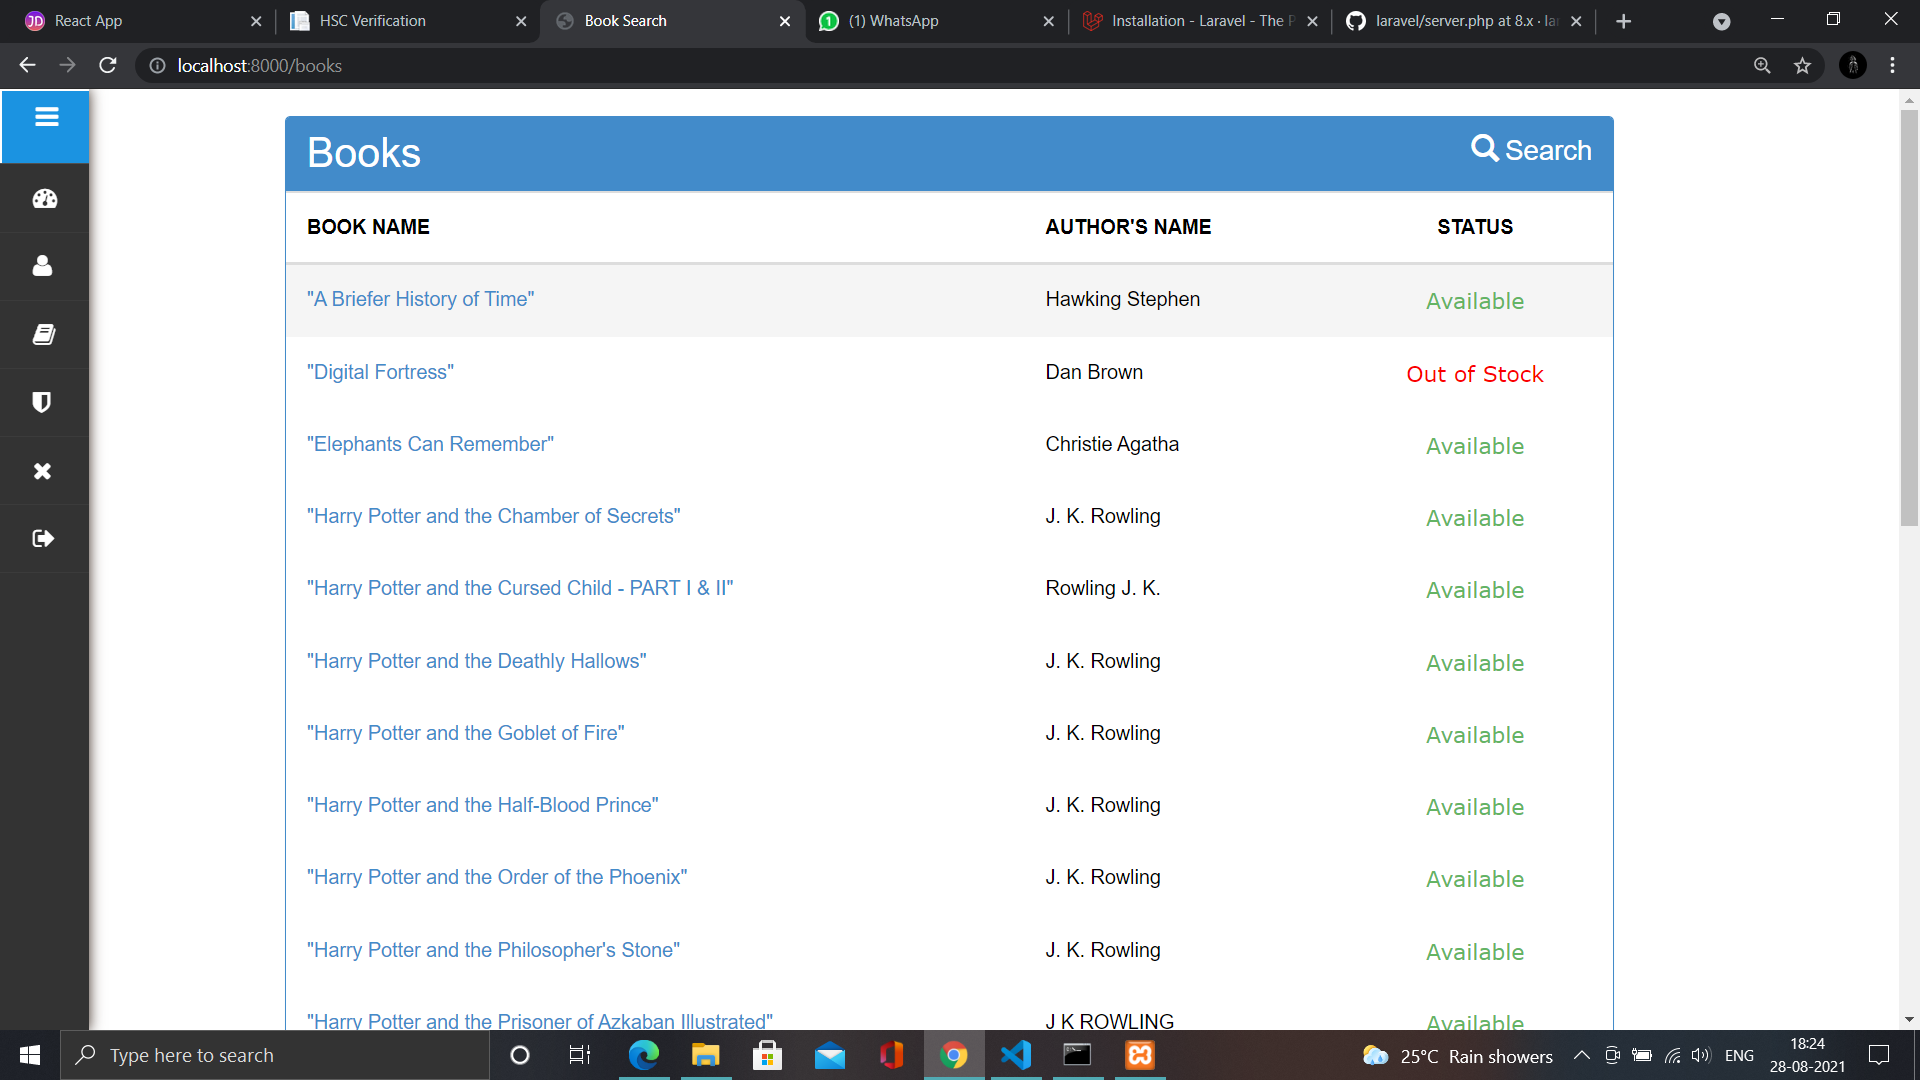 JD React App
HSC Verification
Book Search
1 (1) WhatsApp
Installation - Laravel - The P
laravel/server.php at 8.x · la
localhost:8000/books
Books
Search
BOOK NAME AUTHOR'S NAME STATUS
"A Briefer History of Time" Hawking Stephen Available
"Digital Fortress" Dan Brown Out of Stock
"Elephants Can Remember" Christie Agatha Available
"Harry Potter and the Chamber of Secrets" J. K. Rowling Available
"Harry Potter and the Cursed Child - PART I & II" Rowling J. K. Available
"Harry Potter and the Deathly Hallows" J. K. Rowling Available
"Harry Potter and the Goblet of Fire" J. K. Rowling Available
"Harry Potter and the Half-Blood Prince" J. K. Rowling Available
"Harry Potter and the Order of the Phoenix" J. K. Rowling Available
"Harry Potter and the Philosopher's Stone" J. K. Rowling Available
"Harry Potter and the Prisoner of Azkaban Illustrated" J K ROWLING Available
Type here to search
25°C Rain showers
ENG
18:24
28-08-2021